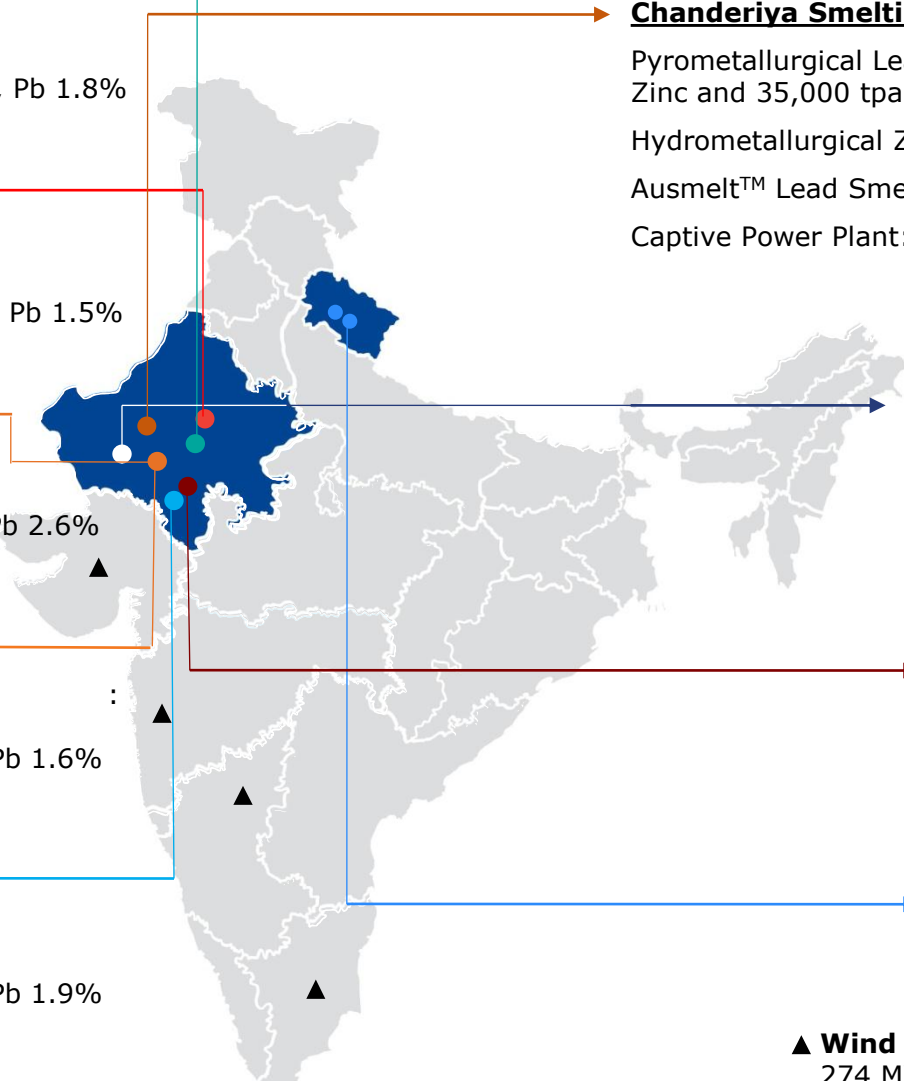 Chanderiya Smelti
Pyrometallurgical Le
Zinc and 35,000 tpa
Hydrometallurgical Z
Ausmelt™ Lead Sme
Captive Power Plant:
Pb 1.8%
Pb 1.5%
Pb 2.6%
:
Pb 1.6%
Pb 1.9%
▲ Wind
274 M